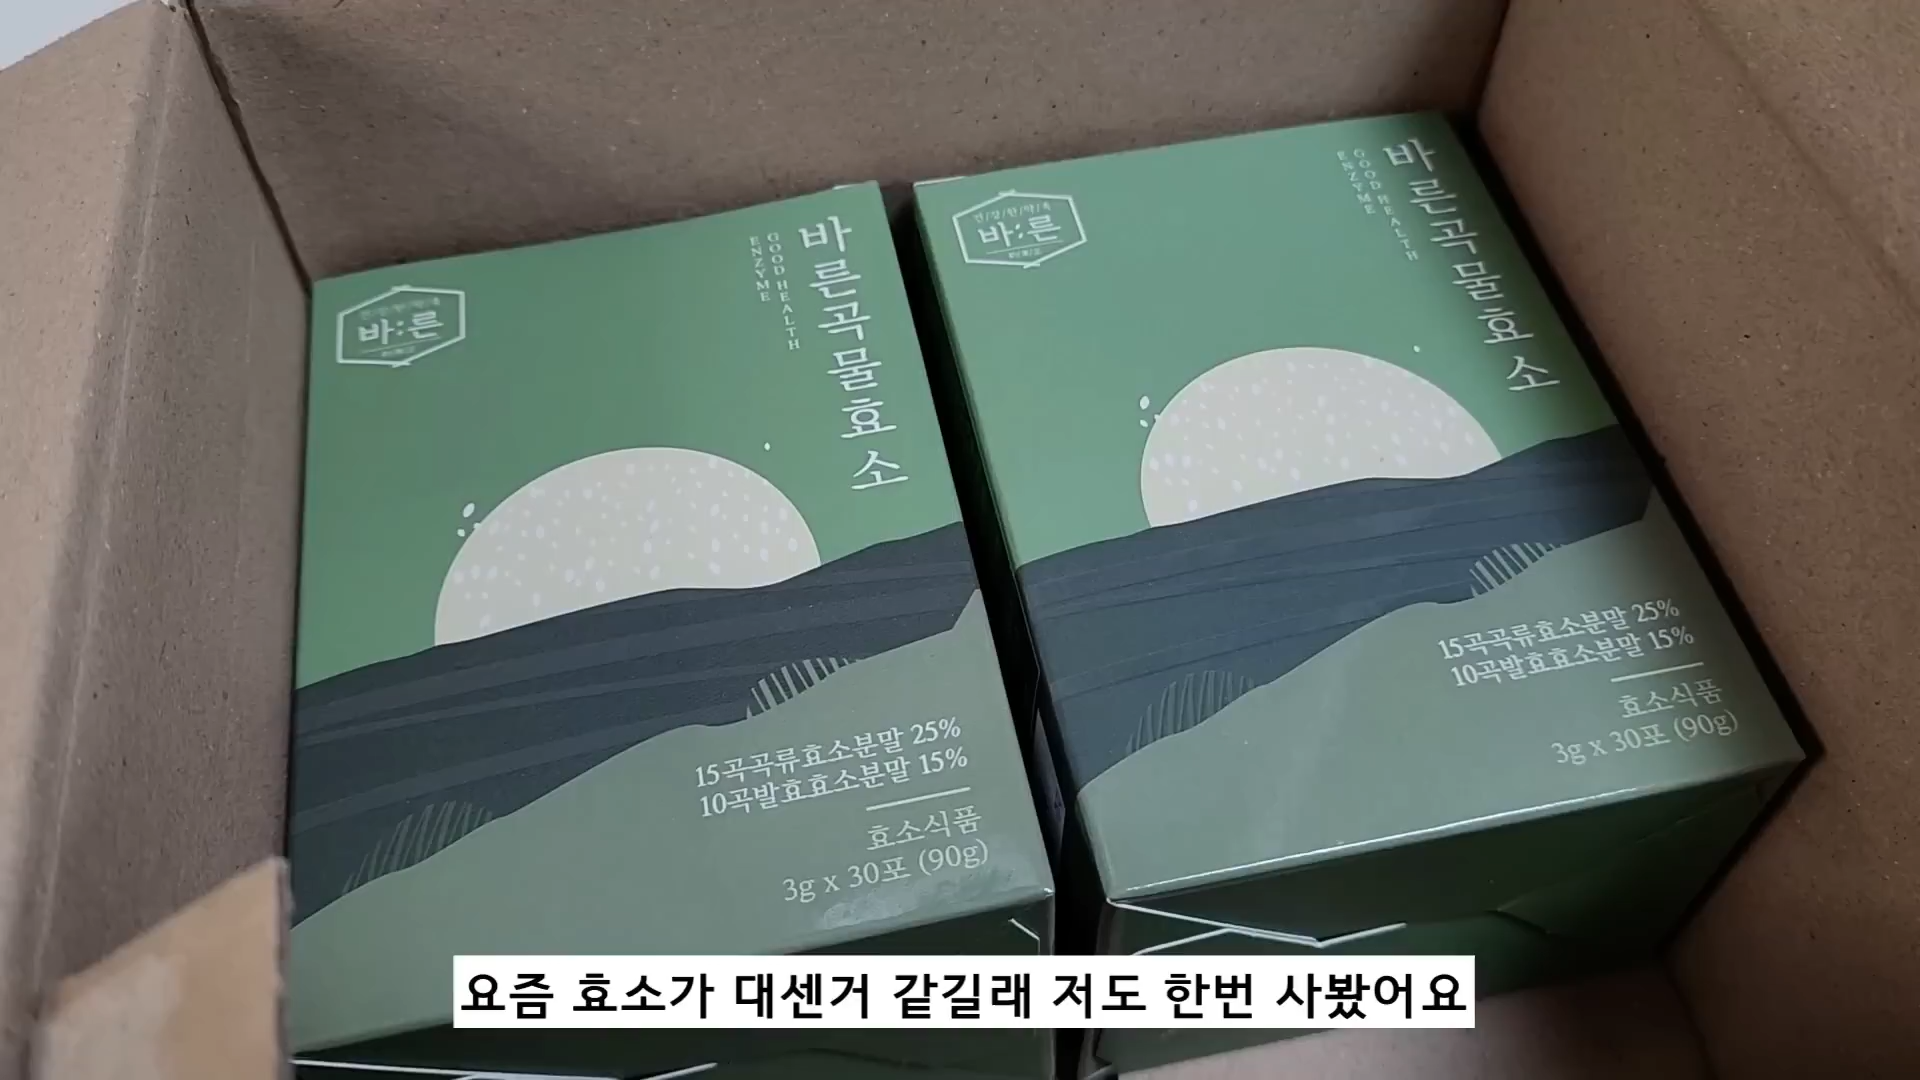 바:른
바른곡물효소
GOOD HEALTH
ENZYME
15곡곡류효소분말 25%
10곡발효효소분말 15%
효소식품
3g x 30포 (90g)
건/강/한/약/속
바:른
바른곡물효소
GOOD HEALTH
ENZYME
15곡곡류효소분말 25%
10곡발효효소분말 15%
효소식품
3g x 30포 (90g)
요즘 효소가 대센거 같길래 저도 한번 사봤어요